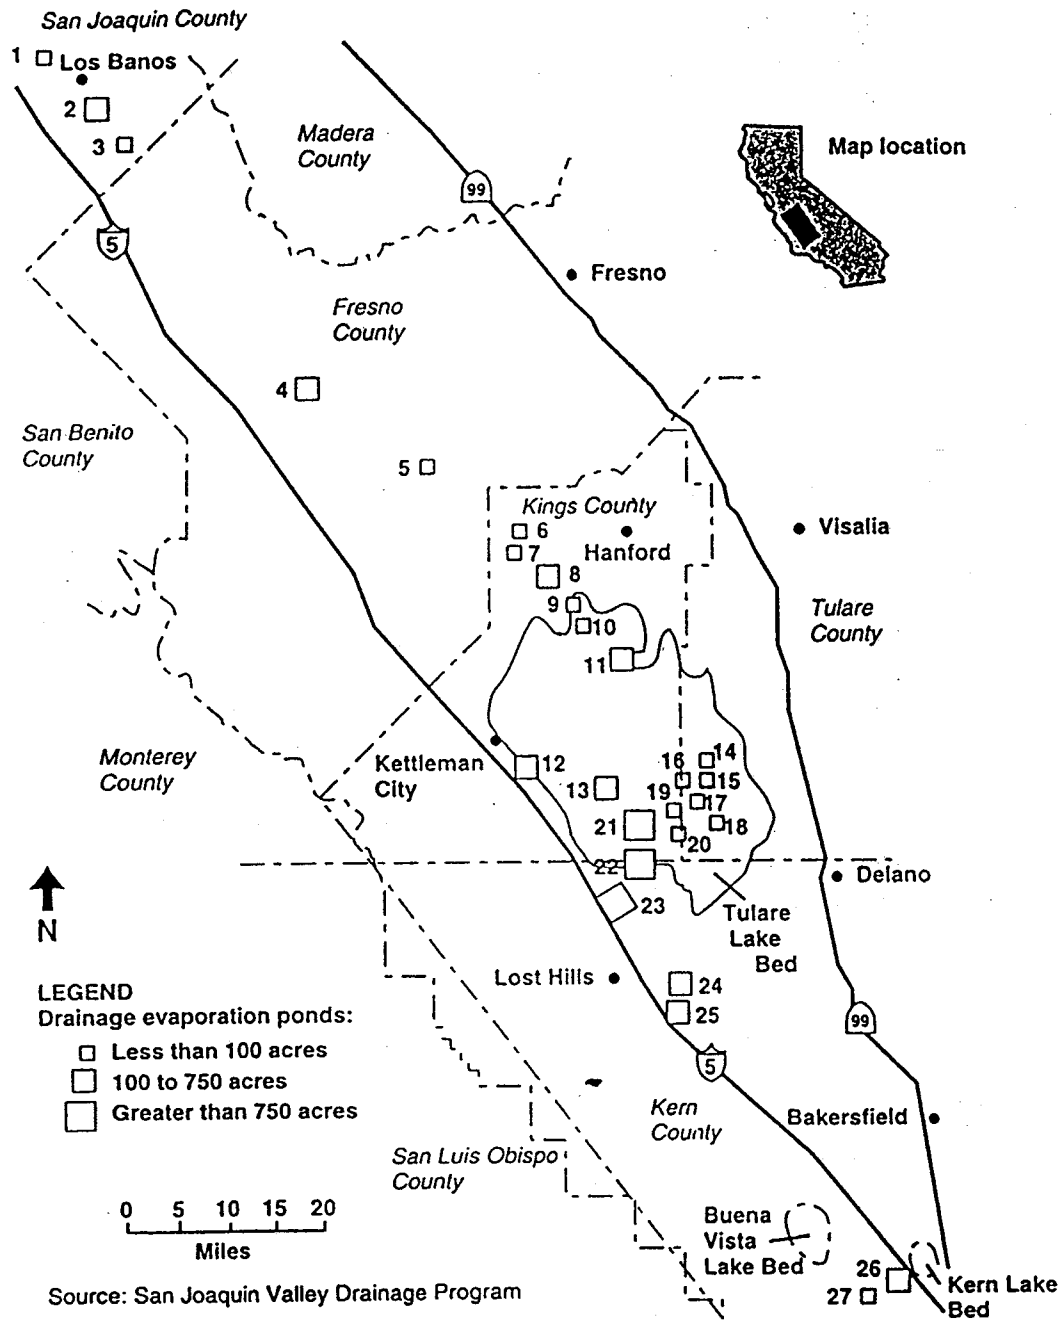 San Joaquin County
1
Los Banos
2
3
Madera
County
99
Map location
5
Fresno
Fresno
County
4
San Benito
County
5
Kings County
6
Hanford
7
8
Visalia
9
10
Tulare
County
11
Monterey
County
Kettleman
City
12
13
14
16
15
19
17
21
18
20
22
23
Delano
Tulare
Lake
Bed
N
Lost Hills
24
25
99
5
LEGEND
Drainage evaporation ponds:
Less than 100 acres
100 to 750 acres
Greater than 750 acres
Kern
County
Bakersfield
San Luis Obispo
County
0 5 10 15 20
Miles
Buena
Vista
Lake Bed
26
27
Kern Lake
Bed
Source: San Joaquin Valley Drainage Program